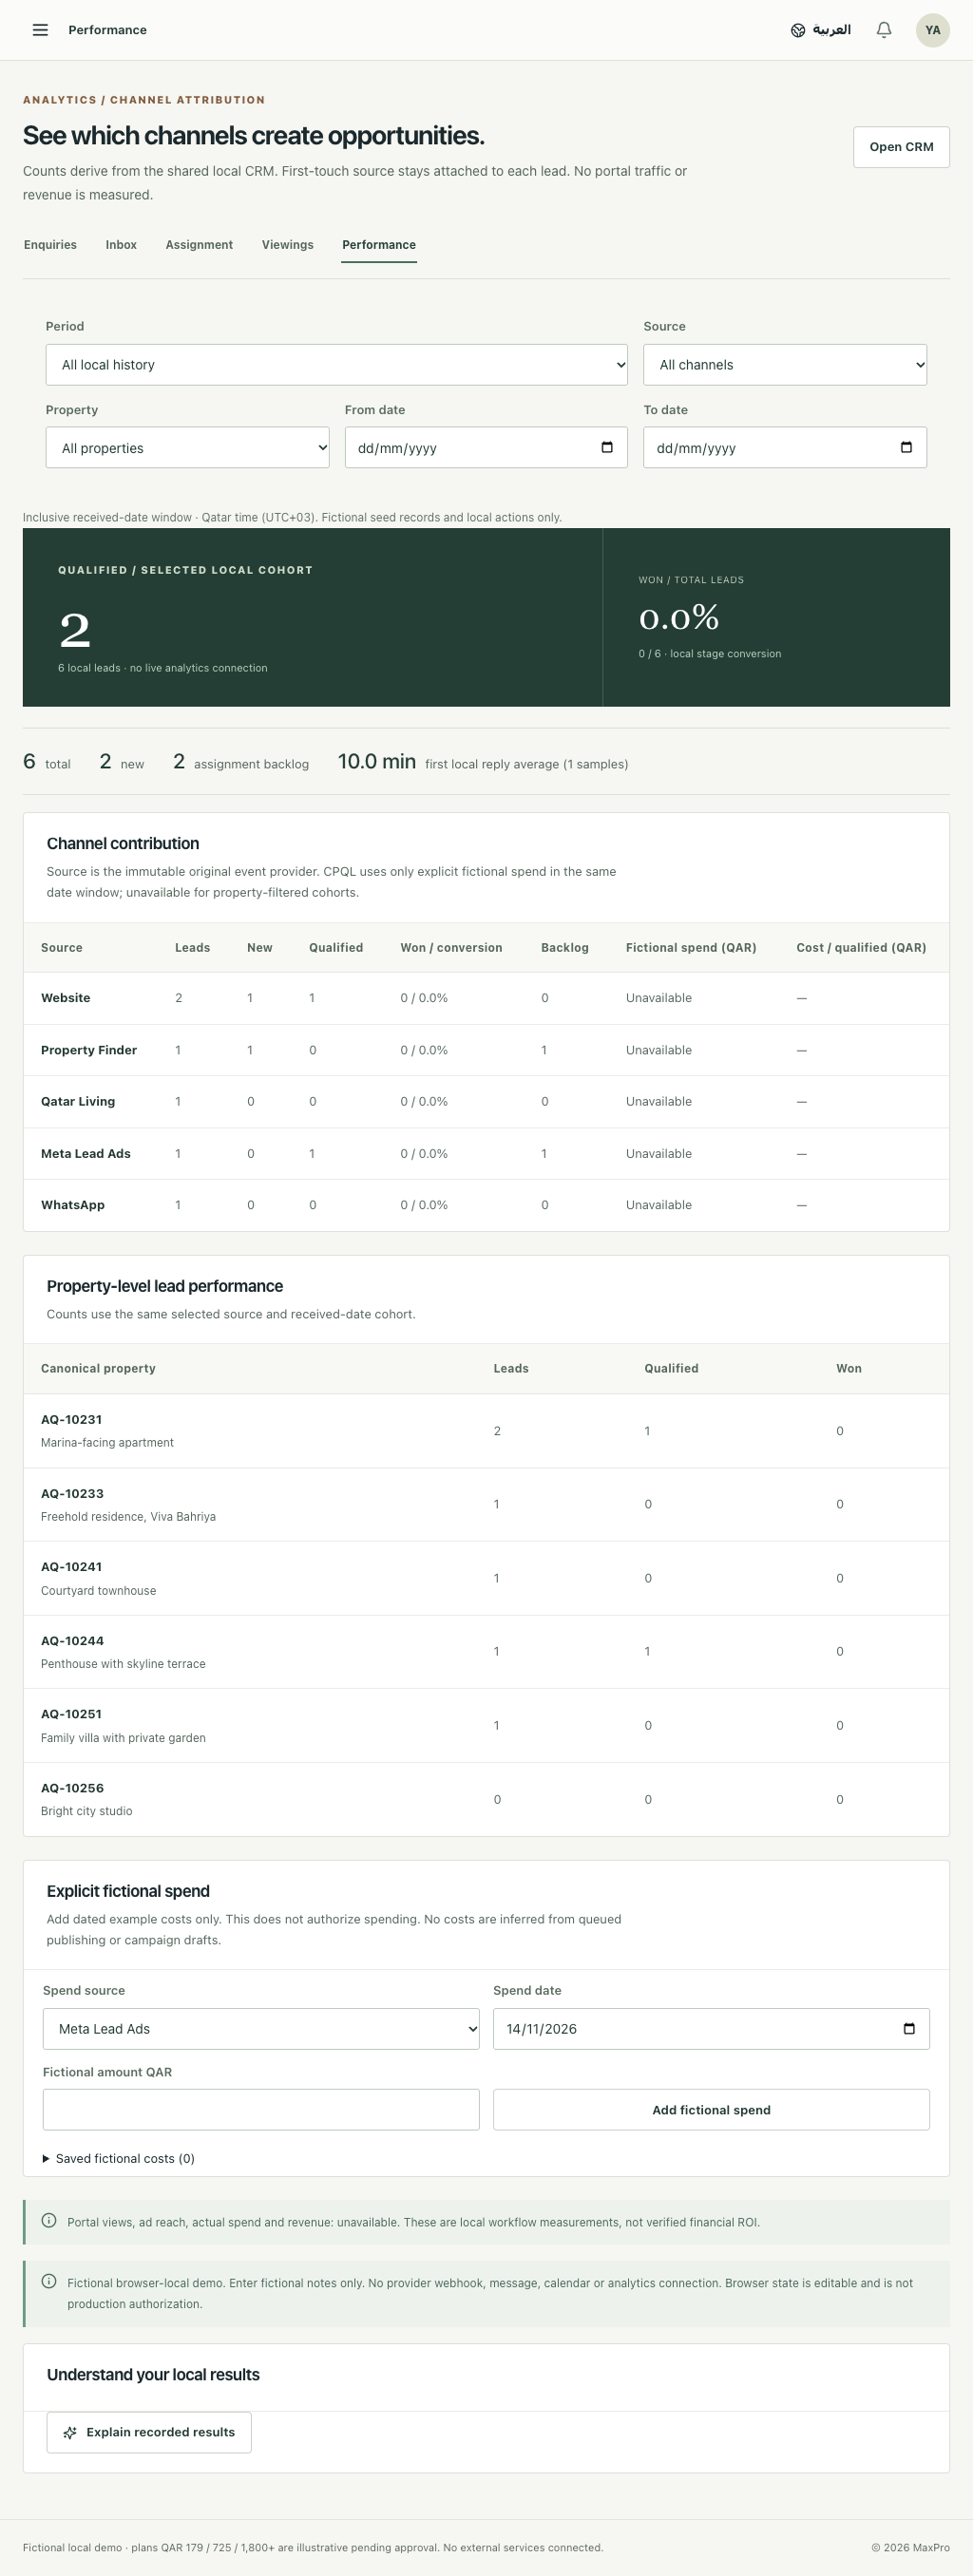 Performance
العربية
YA
ANALYTICS / CHANNEL ATTRIBUTION
See which channels create opportunities.
Open CRM
Counts derive from the shared local CRM. First-touch source stays attached to each lead. No portal traffic or
revenue is measured.
Enquiries Inbox Assignment Viewings Performance
Period Source
All local history All channels
Property From date To date
All properties dd/mm/yyyy dd/mm/yyyy
Inclusive received-date window · Qatar time (UTC+03). Fictional seed records and local actions only.
QUALIFIED / SELECTED LOCAL COHORT
2
6 local leads · no live analytics connection
WON / TOTAL LEADS
0.0%
0 / 6 · local stage conversion
6 total 2 new 2 assignment backlog 10.0 min first local reply average (1 samples)
Channel contribution
Source is the immutable original event provider. CPQL uses only explicit fictional spend in the same
date window; unavailable for property-filtered cohorts.
Source Leads New Qualified Won / conversion Backlog Fictional spend (QAR) Cost / qualified (QAR)
Website 2 1 1 0 / 0.0% 0 Unavailable —
Property Finder 1 1 0 0 / 0.0% 1 Unavailable —
Qatar Living 1 0 0 0 / 0.0% 0 Unavailable —
Meta Lead Ads 1 0 1 0 / 0.0% 1 Unavailable —
WhatsApp 1 0 0 0 / 0.0% 0 Unavailable —
Property-level lead performance
Counts use the same selected source and received-date cohort.
Canonical property Leads Qualified Won
AQ-10231 2 1 0
Marina-facing apartment
AQ-10233 1 0 0
Freehold residence, Viva Bahriya
AQ-10241 1 0 0
Courtyard townhouse
AQ-10244 1 1 0
Penthouse with skyline terrace
AQ-10251 1 0 0
Family villa with private garden
AQ-10256 0 0 0
Bright city studio
Explicit fictional spend
Add dated example costs only. This does not authorize spending. No costs are inferred from queued
publishing or campaign drafts.
Spend source Spend date
Meta Lead Ads 14/11/2026
Fictional amount QAR
Add fictional spend
Saved fictional costs (0)
Portal views, ad reach, actual spend and revenue: unavailable. These are local workflow measurements, not verified financial ROI.
Fictional browser-local demo. Enter fictional notes only. No provider webhook, message, calendar or analytics connection. Browser state is editable and is not
production authorization.
Understand your local results
Explain recorded results
Fictional local demo · plans QAR 179 / 725 / 1,800+ are illustrative pending approval. No external services connected.
© 2026 MaxPro